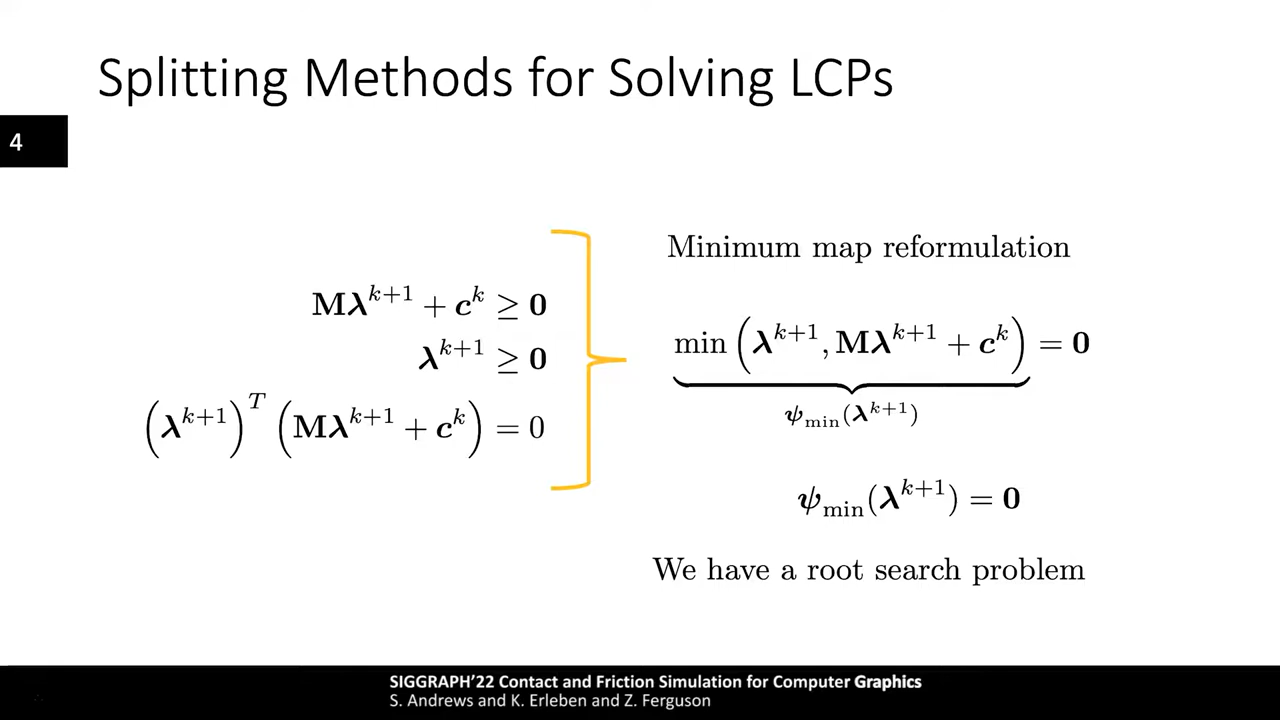 Splitting Methods for Solving LCPs
4
Mλ^{k+1} + c^k ≥ 0
λ^{k+1} ≥ 0
(λ^{k+1})^T (Mλ^{k+1} + c^k) = 0
Minimum map reformulation
min (λ^{k+1}, Mλ^{k+1} + c^k) = 0
ψ_min(λ^{k+1})
ψ_min(λ^{k+1}) = 0
We have a root search problem
SIGGRAPH'22 Contact and Friction Simulation for Computer Graphics
S. Andrews and K. Erleben and Z. Ferguson